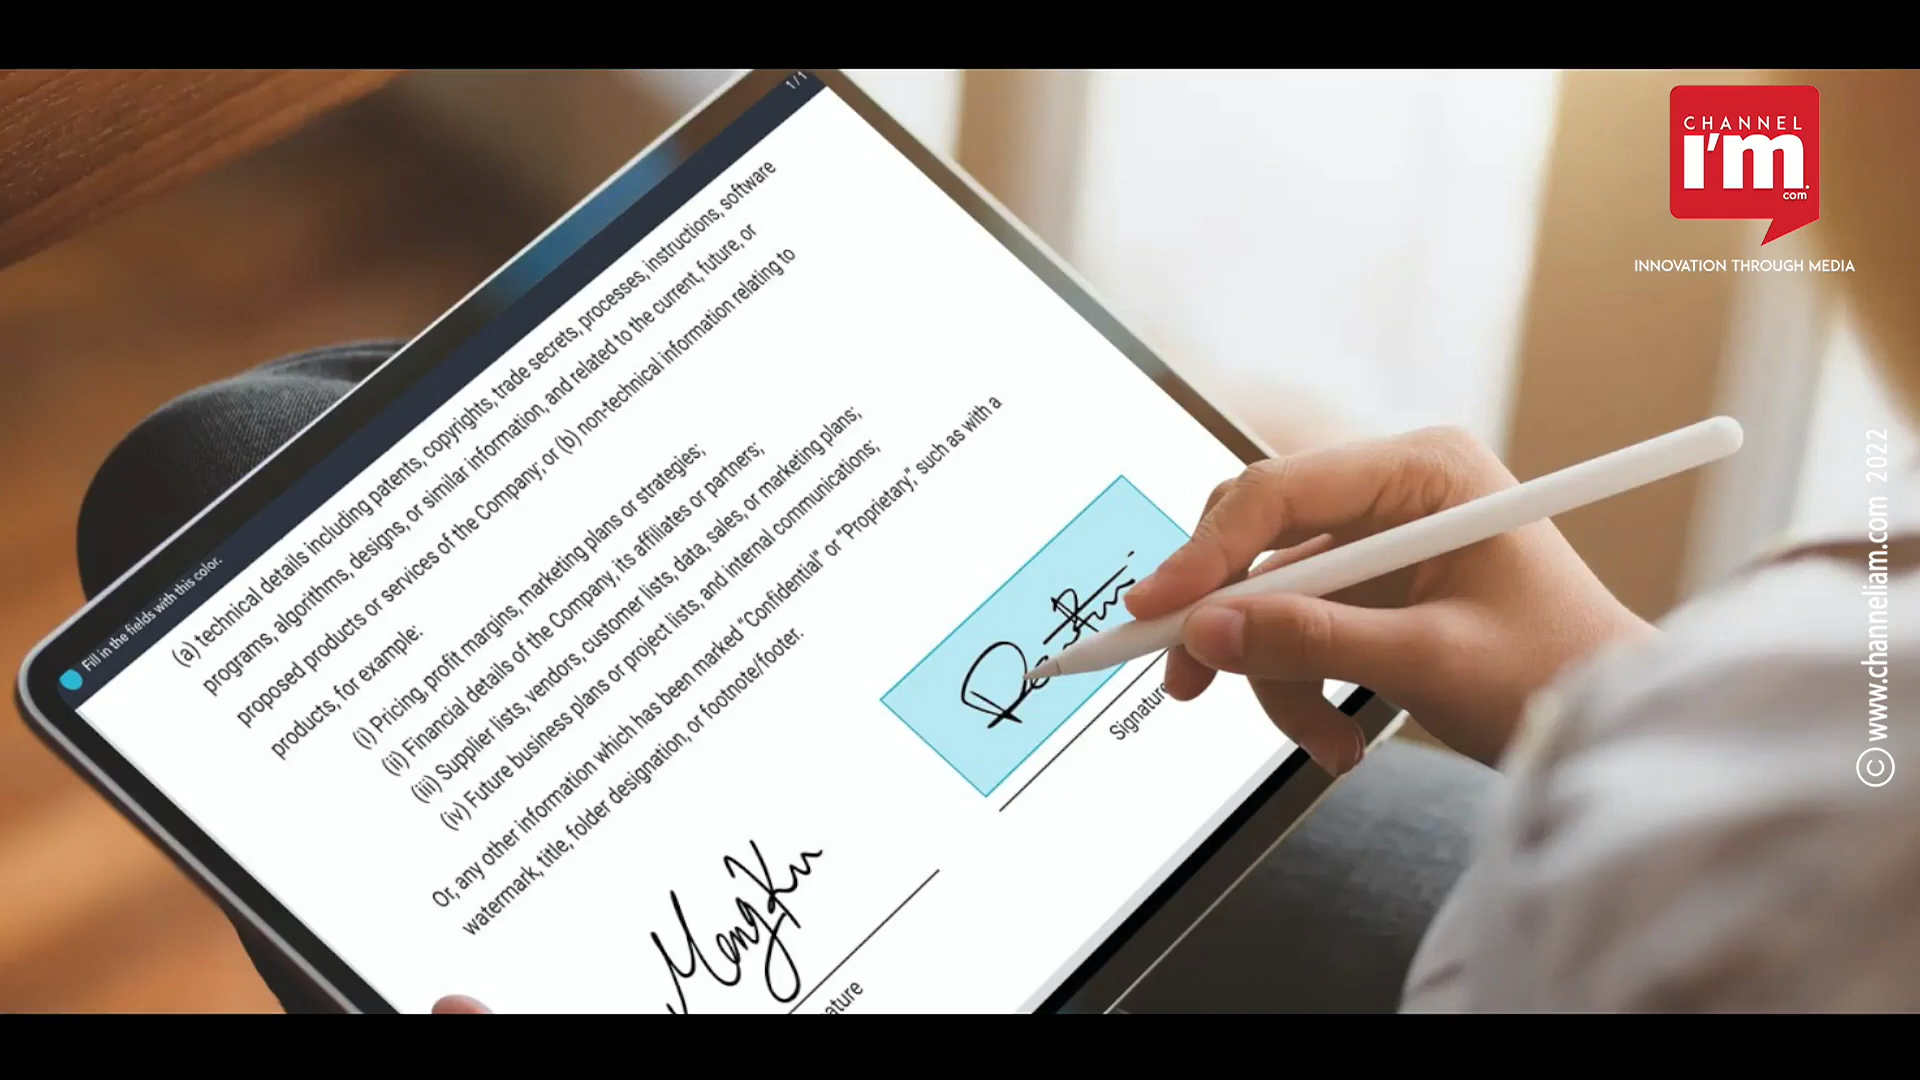 1/1
Fill in the fields with this color.
(a) technical details including patents, copyrights, trade secrets, processes, instructions, software
programs, algorithms, designs, or similar information, and related to the current, future, or
proposed products or services of the Company; or (b) non-technical information relating to
products, for example:
(i) Pricing, profit margins, marketing plans or strategies;
(ii) Financial details of the Company, its affiliates or partners;
(iii) Supplier lists, vendors, customer lists, data, sales, or marketing plans;
(iv) Future business plans or project lists, and internal communications;
Or, any other information which has been marked "Confidential" or "Proprietary," such as with a
watermark, title, folder designation, or footnote/footer.
Signature
ature
CHANNEL
I'm
.com
INNOVATION THROUGH MEDIA
© www.channeliam.com 2022